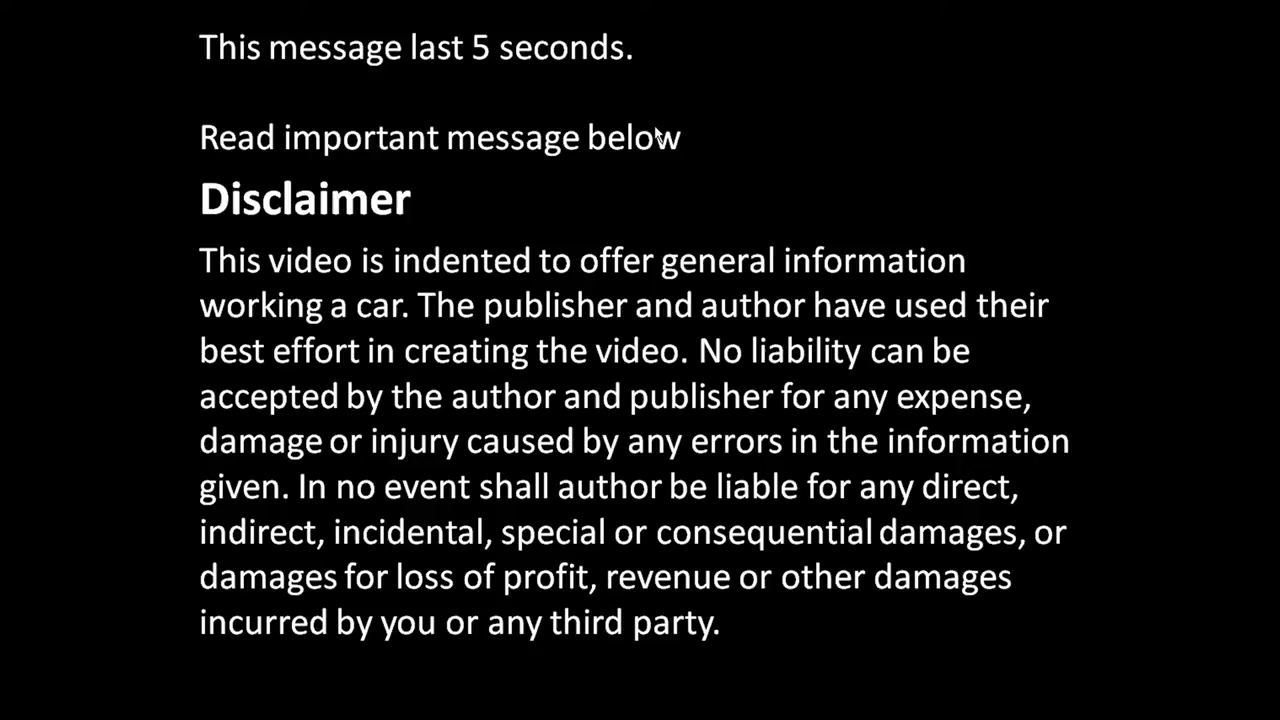 This message last 5 seconds.
Read important message below
Disclaimer
This video is indented to offer general information
working a car. The publisher and author have used their
best effort in creating the video. No liability can be
accepted by the author and publisher for any expense,
damage or injury caused by any errors in the information
given. In no event shall author be liable for any direct,
indirect, incidental, special or consequential damages, or
damages for loss of profit, revenue or other damages
incurred by you or any third party.